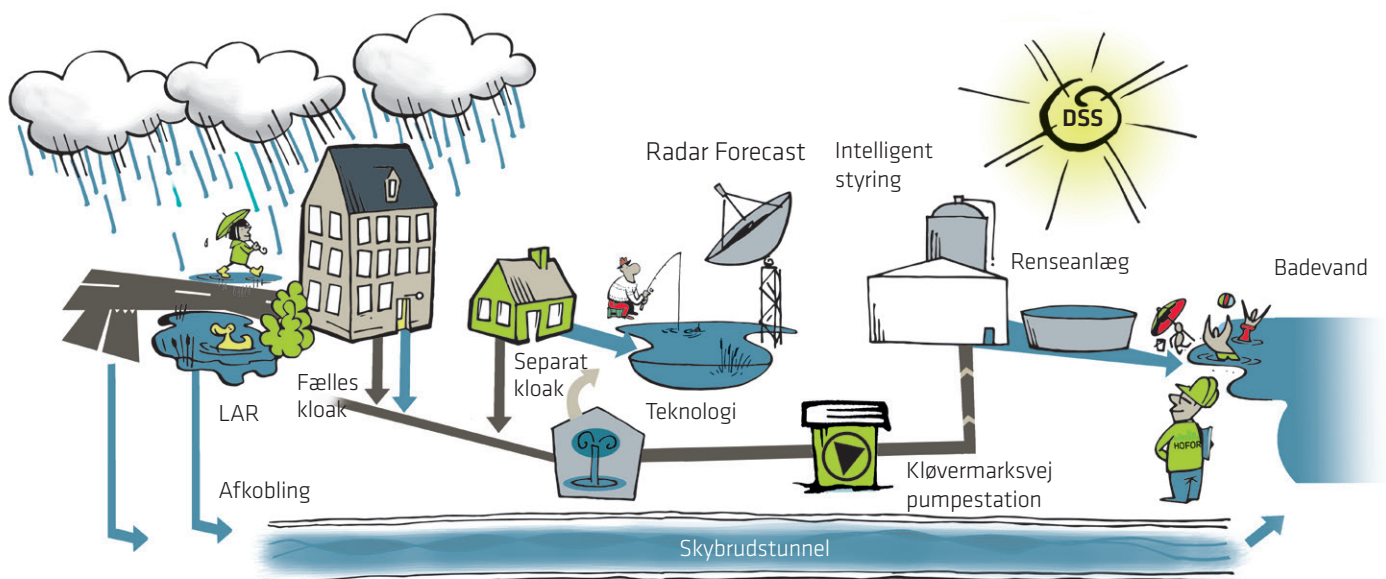 DSS
Radar Forecast
Intelligent
styring
Renseanlæg
Badevand
Separat
kloak
Fælles
kloak
LAR
Teknologi
HOFOR
Kløvermarksvej
pumpestation
Afkobling
Skybrudstunnel